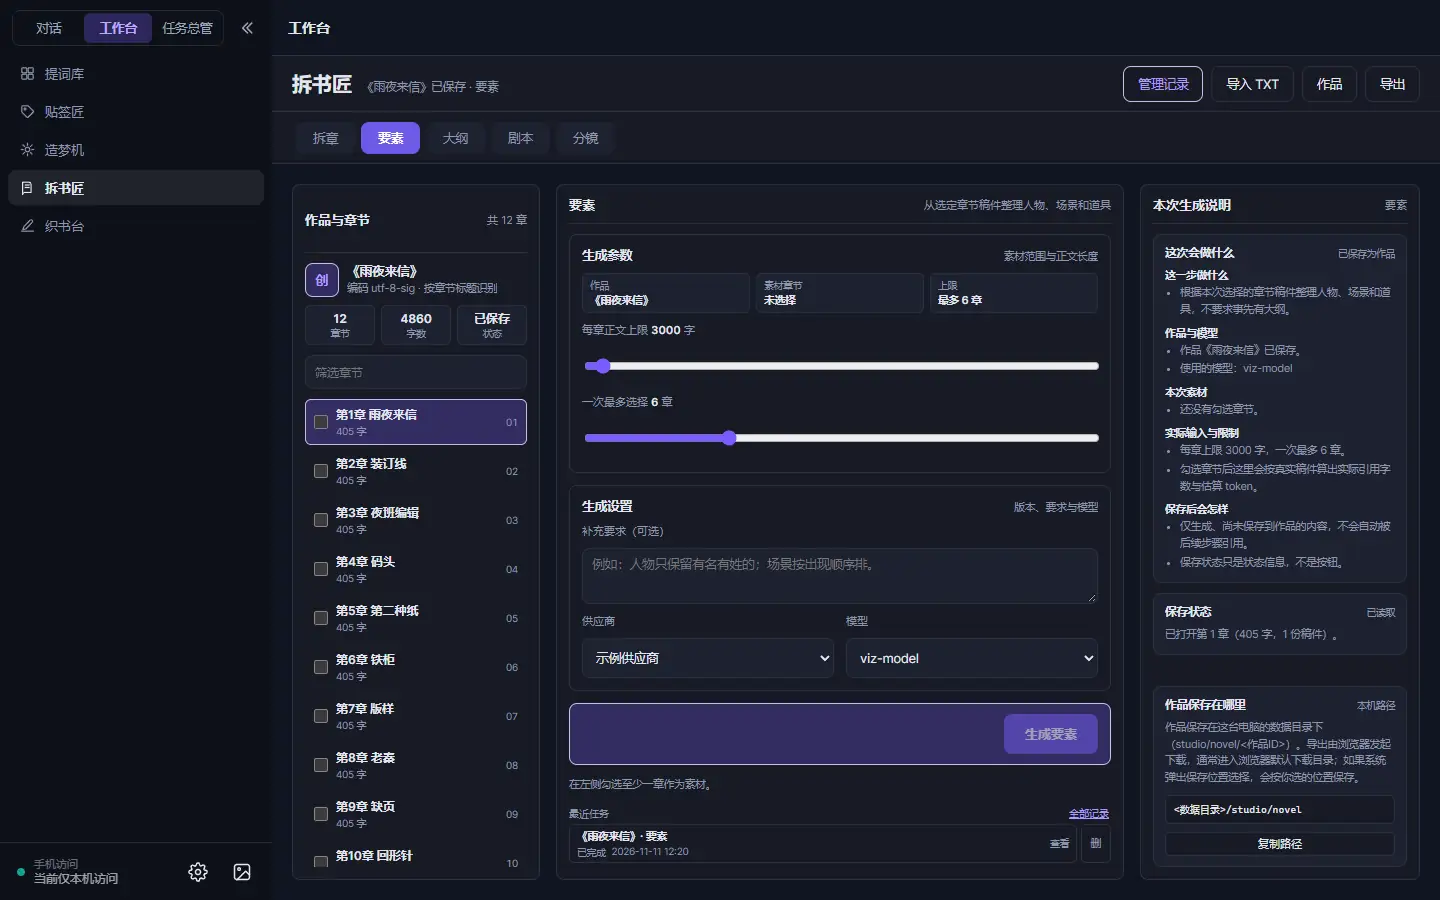 对话
工作台
任务总管
提词库
贴签匠
造梦机
拆书匠
织书台
手机访问
当前仅本机访问
工作台
拆书匠
《雨夜来信》已保存 · 要素
管理记录
导入 TXT
作品
导出
拆章
要素
大纲
剧本
分镜
作品与章节
共 12 章
创
《雨夜来信》
编码 utf-8-sig · 按章节标题识别
12
章节
4860
字数
已保存
状态
筛选章节
第1章 雨夜来信
405 字
01
第2章 装订线
405 字
02
第3章 夜班编辑
405 字
03
第4章 码头
405 字
04
第5章 第二种纸
405 字
05
第6章 铁柜
405 字
06
第7章 版样
405 字
07
第8章 老秦
405 字
08
第9章 缺页
405 字
09
第10章 回形针
10
要素
从选定章节稿件整理人物、场景和道具
生成参数
素材范围与正文长度
作品
《雨夜来信》
素材章节
未选择
上限
最多 6 章
每章正文上限 3000 字
一次最多选择 6 章
生成设置
版本、要求与模型
补充要求（可选）
例如：人物只保留有名有姓的；场景按出现顺序排。
供应商
模型
示例供应商
viz-model
生成要素
在左侧勾选至少一章作为素材。
最近任务
全部记录
《雨夜来信》 · 要素
已完成 2026-11-11 12:20
查看
删
本次生成说明
要素
这次会做什么
已保存为作品
这一步做什么
• 根据本次选择的章节稿件整理人物、场景和道
具，不要求事先有大纲。
作品与模型
• 作品《雨夜来信》已保存。
• 使用的模型：viz-model
本次素材
• 还没有勾选章节。
实际输入与限制
• 每章上限 3000 字，一次最多 6 章。
• 勾选章节后这里会按真实稿件算出实际引用字
数与估算 token。
保存后会怎样
• 仅生成、尚未保存到作品的内容，不会自动被
后续步骤引用。
• 保存状态只是状态信息，不是按钮。
保存状态
已读取
已打开第 1 章（405 字，1 份稿件）。
作品保存在哪里
本机路径
作品保存在这台电脑的数据目录下
（studio/novel/<作品ID>）。导出由浏览器发起
下载，通常进入浏览器默认下载目录；如果系统
弹出保存位置选择，会按你选的位置保存。
<数据目录>/studio/novel
复制路径